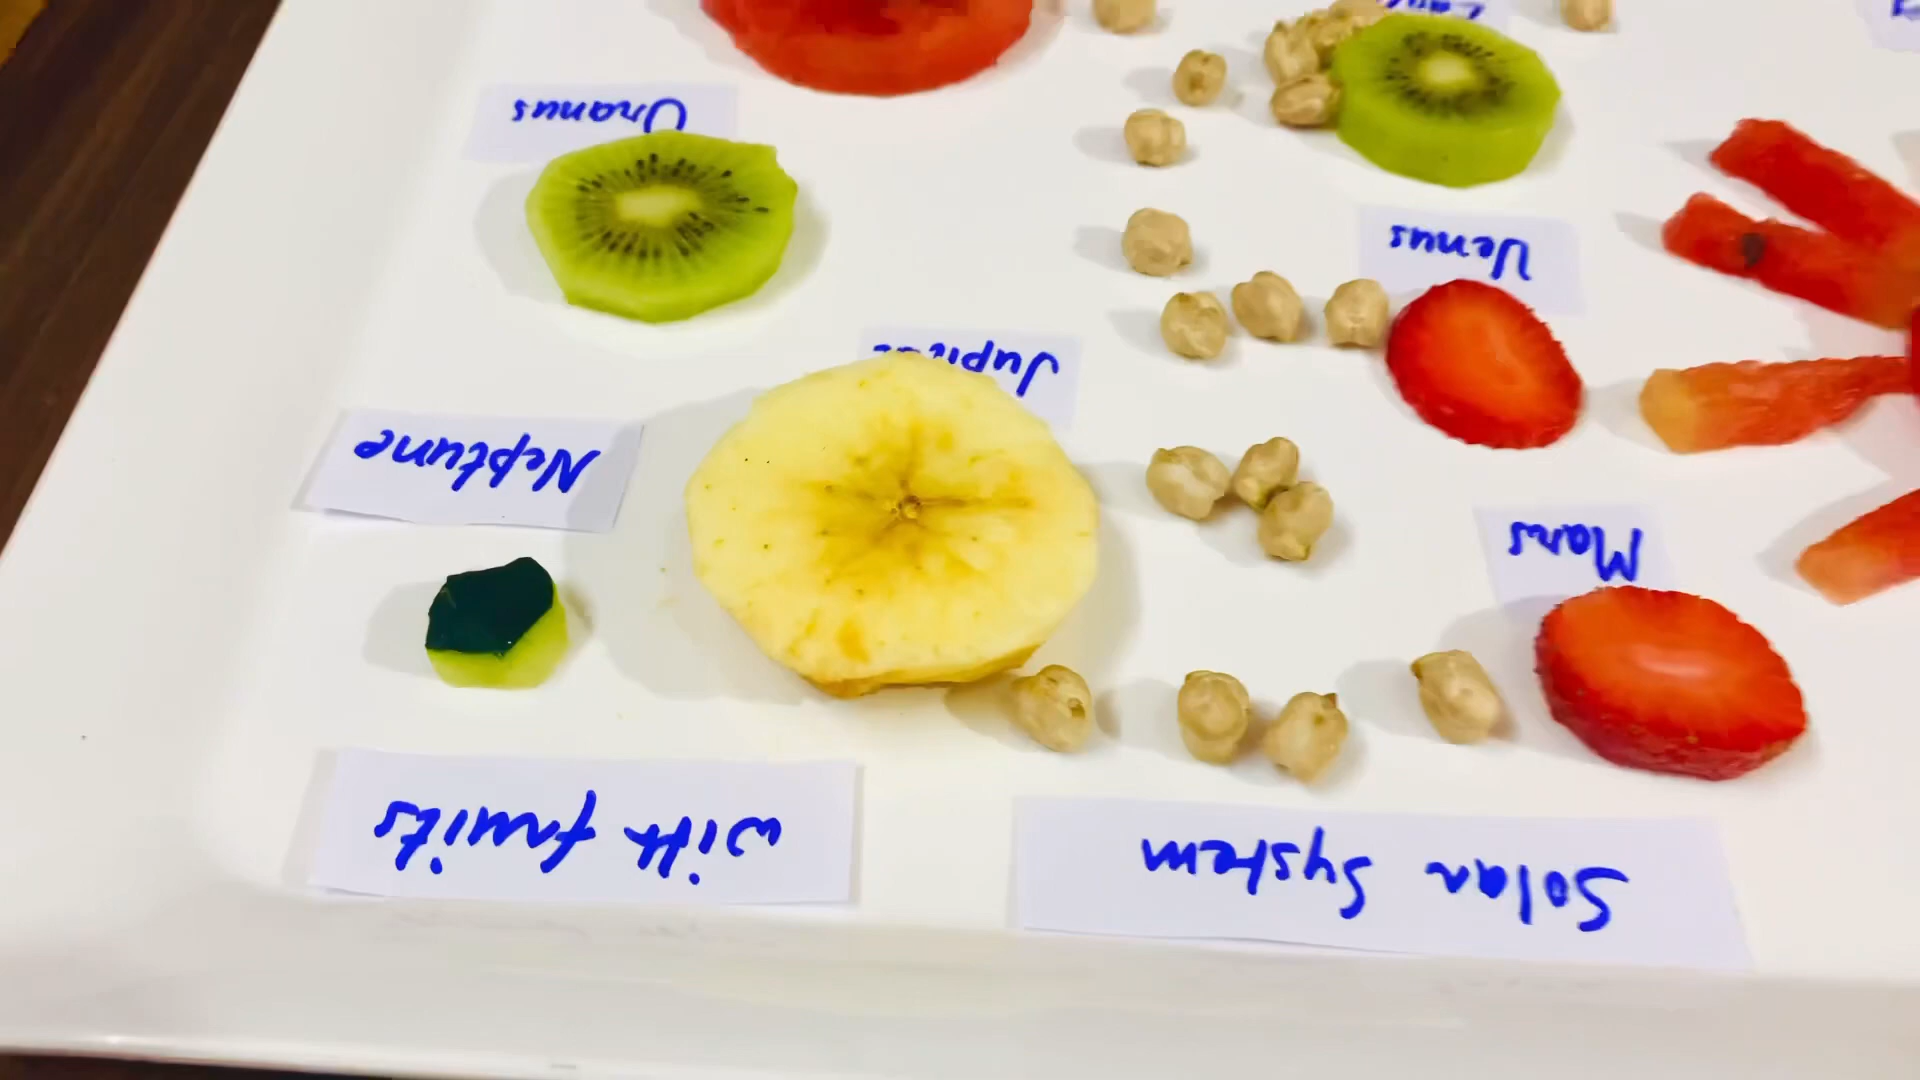 Solar System
with fruits
Mars
Neptune
Jupiter
Venus
Uranus